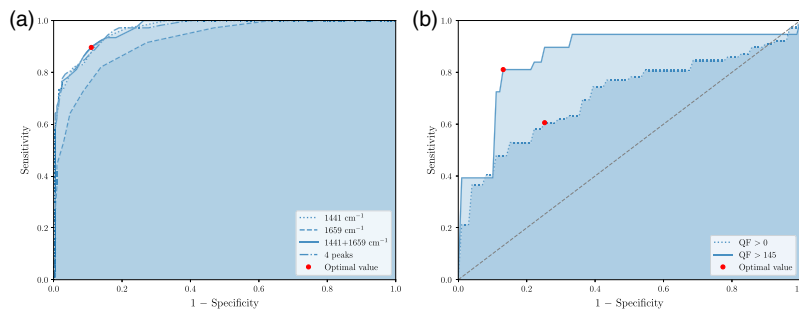 (a)
1.0
0.8
0.6
0.4
0.2
0.0
Sensitivity
0.0 0.2 0.4 0.6 0.8 1.0
1 − Specificity
1441 cm⁻¹
1659 cm⁻¹
1441+1659 cm⁻¹
4 peaks
Optimal value
(b)
1.0
0.8
0.6
0.4
0.2
0.0
Sensitivity
0.0 0.2 0.4 0.6 0.8 1.0
1 − Specificity
QF > 0
QF > 145
Optimal value